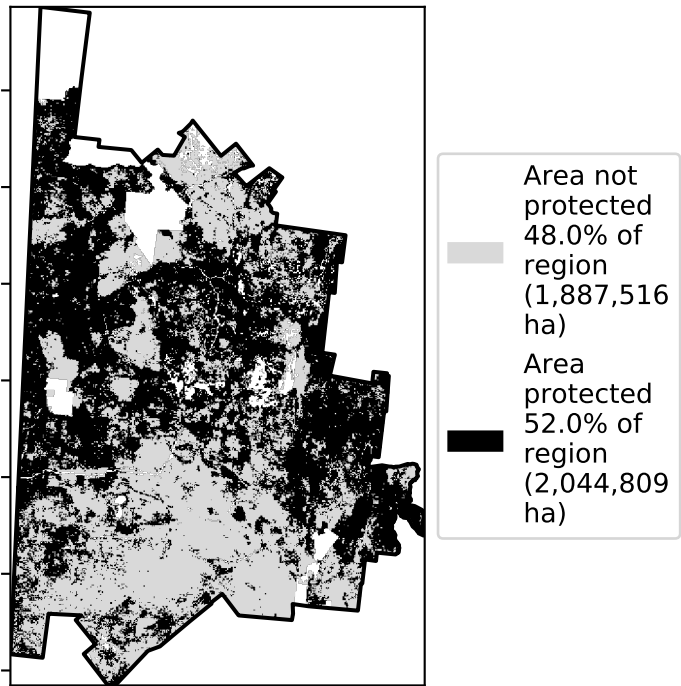 Area not
protected
48.0% of
region
(1,887,516
ha)
Area
protected
52.0% of
region
(2,044,809
ha)